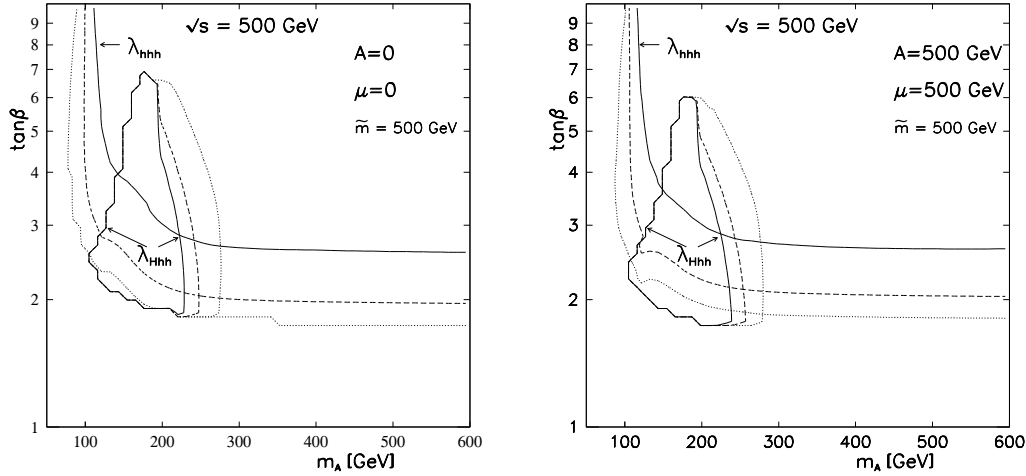 √s = 500 GeV
λhhh
A=0
μ=0
m̃ = 500 GeV
λHhh
tanβ
9
8
7
6
5
4
3
2
1
100 200 300 400 500 600
mA [GeV]
√s = 500 GeV
λhhh
A=500 GeV
μ=500 GeV
m̃ = 500 GeV
λHhh
tanβ
9
8
7
6
5
4
3
2
1
100 200 300 400 500 600
mA [GeV]